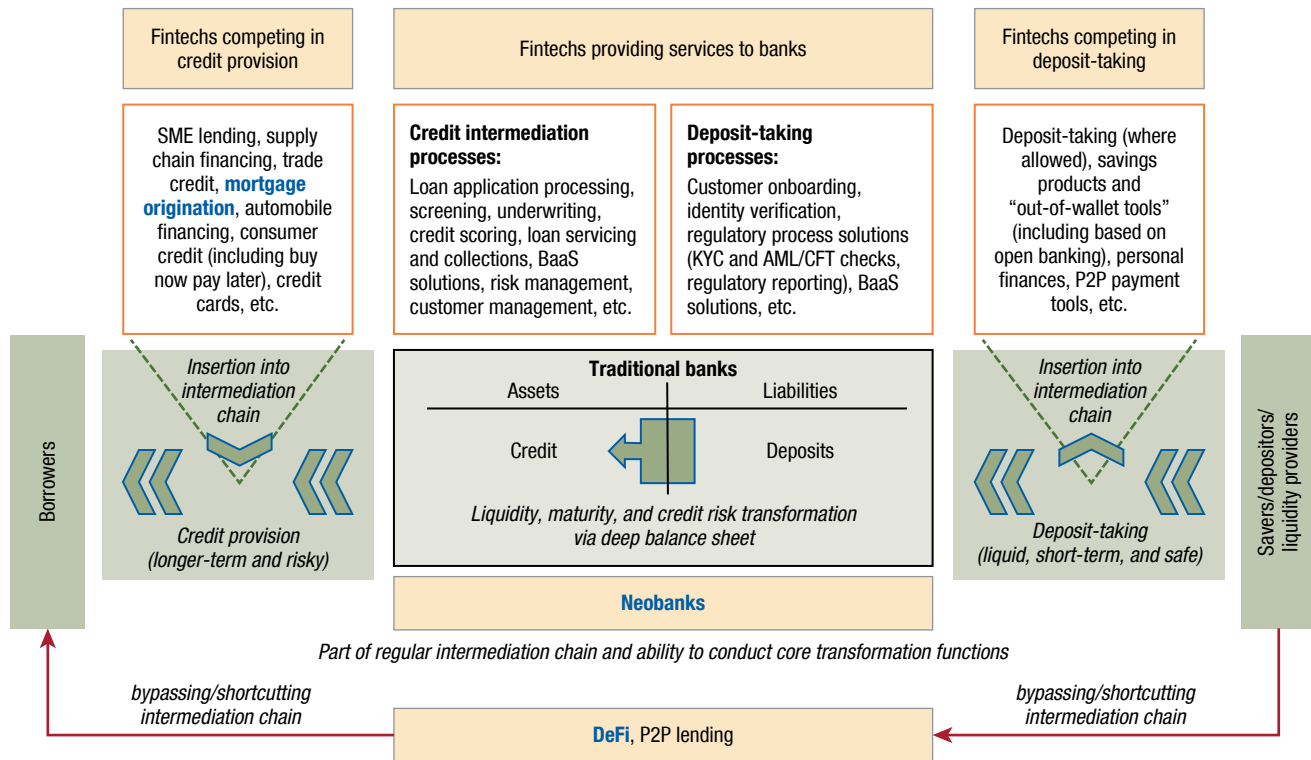 Fintechs competing in
credit provision
Fintechs providing services to banks
Fintechs competing in
deposit-taking
SME lending, supply
chain financing, trade
credit, mortgage
origination, automobile
financing, consumer
credit (including buy
now pay later), credit
cards, etc.
Credit intermediation
processes:
Loan application processing,
screening, underwriting,
credit scoring, loan servicing
and collections, BaaS
solutions, risk management,
customer management, etc.
Deposit-taking
processes:
Customer onboarding,
identity verification,
regulatory process solutions
(KYC and AML/CFT checks,
regulatory reporting), BaaS
solutions, etc.
Deposit-taking (where
allowed), savings
products and
“out-of-wallet tools”
(including based on
open banking), personal
finances, P2P payment
tools, etc.
Borrowers
Insertion into
intermediation
chain
Credit provision
(longer-term and risky)
Traditional banks
Assets
Liabilities
Credit
Deposits
Liquidity, maturity, and credit risk transformation
via deep balance sheet
Insertion into
intermediation
chain
Deposit-taking
(liquid, short-term, and safe)
Savers/depositors/
liquidity providers
Neobanks
Part of regular intermediation chain and ability to conduct core transformation functions
bypassing/shortcutting
intermediation chain
DeFi, P2P lending
bypassing/shortcutting
intermediation chain